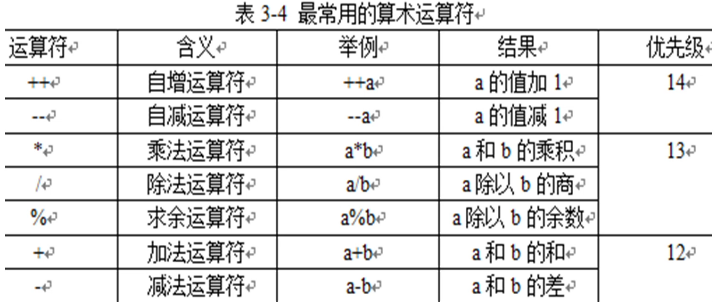 表 3-4 最常用的算术运算符
运算符 含义 举例 结果 优先级
++ 自增运算符 ++a a 的值加 1 14
-- 自减运算符 --a a 的值减 1
* 乘法运算符 a*b a 和 b 的乘积 13
/ 除法运算符 a/b a 除以 b 的商
% 求余运算符 a%b a 除以 b 的余数
+ 加法运算符 a+b a 和 b 的和 12
- 减法运算符 a-b a 和 b 的差